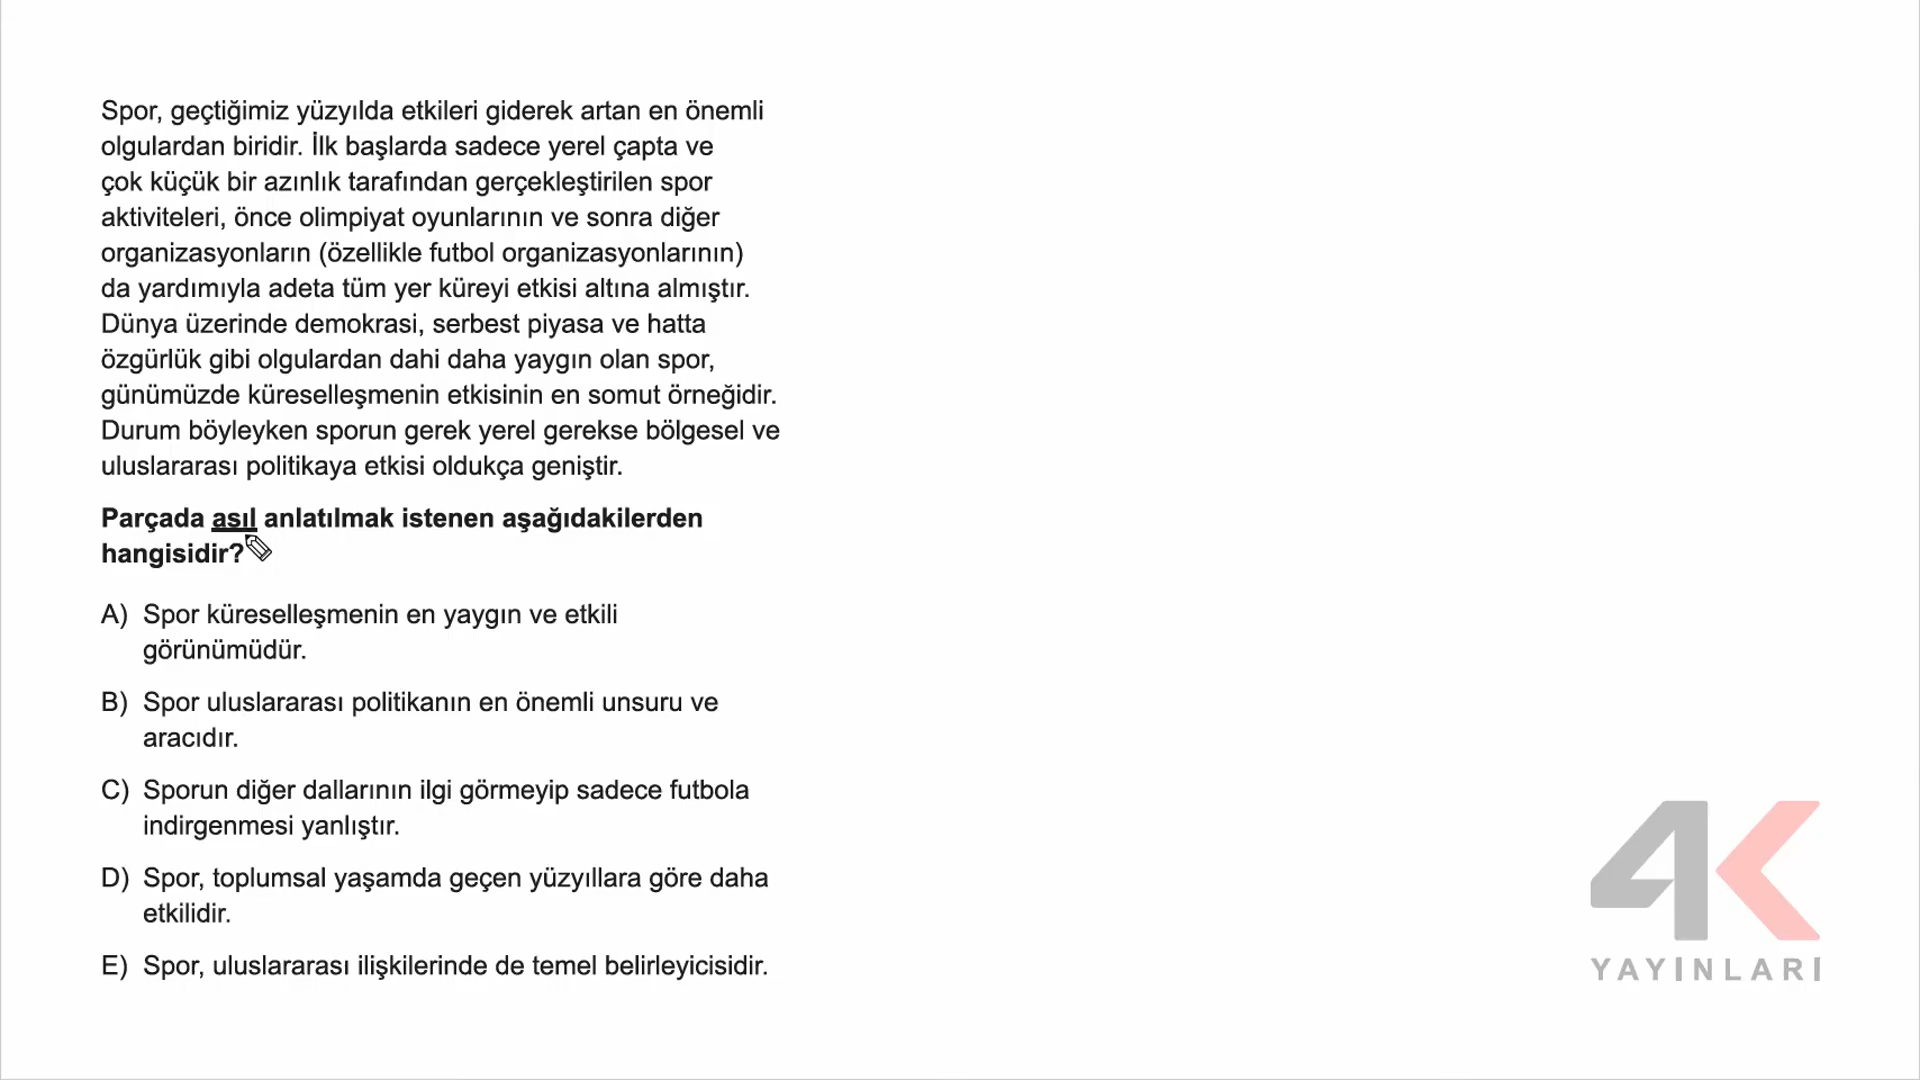 Spor, geçtiğimiz yüzyılda etkileri giderek artan en önemli
olgulardan biridir. İlk başlarda sadece yerel çapta ve
çok küçük bir azınlık tarafından gerçekleştirilen spor
aktiviteleri, önce olimpiyat oyunlarının ve sonra diğer
organizasyonların (özellikle futbol organizasyonlarının)
da yardımıyla adeta tüm yer küreyi etkisi altına almıştır.
Dünya üzerinde demokrasi, serbest piyasa ve hatta
özgürlük gibi olgulardan dahi daha yaygın olan spor,
günümüzde küreselleşmenin etkisinin en somut örneğidir.
Durum böyleyken sporun gerek yerel gerekse bölgesel ve
uluslararası politikaya etkisi oldukça geniştir.
Parçada asıl anlatılmak istenen aşağıdakilerden
hangisidir?
A) Spor küreselleşmenin en yaygın ve etkili
görünümüdür.
B) Spor uluslararası politikanın en önemli unsuru ve
aracıdır.
C) Sporun diğer dallarının ilgi görmeyip sadece futbola
indirgenmesi yanlıştır.
D) Spor, toplumsal yaşamda geçen yüzyıllara göre daha
etkilidir.
E) Spor, uluslararası ilişkilerinde de temel belirleyicisidir.
4K
YAYINLARI